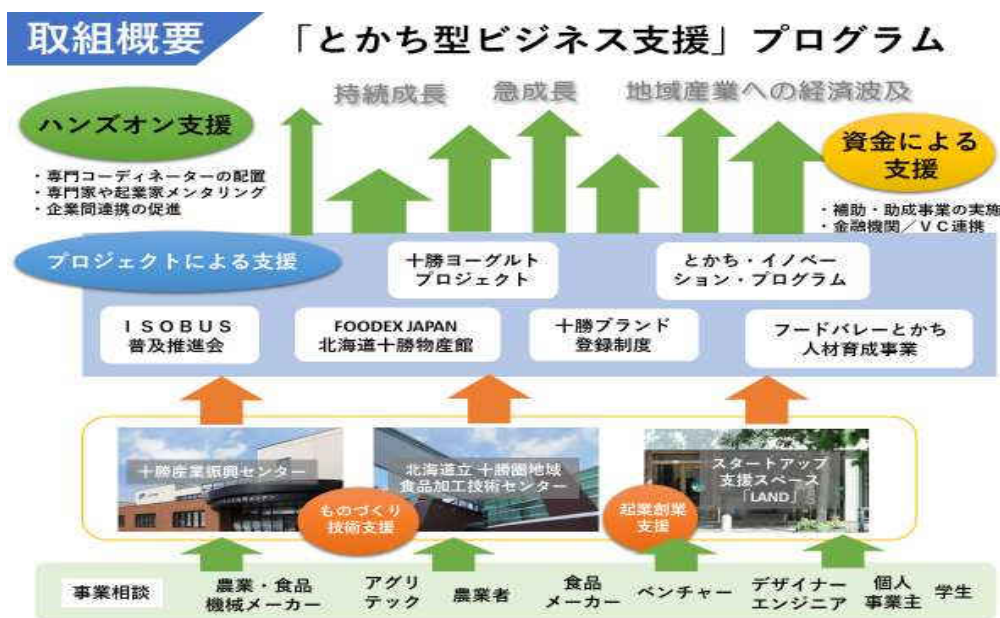 取組概要
「とかち型ビジネス支援」プログラム
持続成長
急成長
地域産業への経済波及
ハンズオン支援
・専門コーディネーターの配置
・専門家や起業家メンタリング
・企業間連携の促進
資金による
支援
・補助・助成事業の実施
・金融機関／ＶＣ連携
プロジェクトによる支援
十勝ヨーグルト
プロジェクト
とかち・イノベー
ション・プログラム
ＩＳＯＢＵＳ
普及推進会
FOODEX JAPAN
北海道十勝物産館
十勝ブランド
登録制度
フードバレーとかち
人材育成事業
十勝産業振興センター
北海道立 十勝圏地域
食品加工技術センター
スタートアップ
支援スペース
「LAND」
ものづくり
技術支援
起業創業
支援
事業相談
農業・食品
機械メーカー
アグリ
テック
農業者
食品
メーカー
ベンチャー
デザイナー
エンジニア
個人
事業主
学生